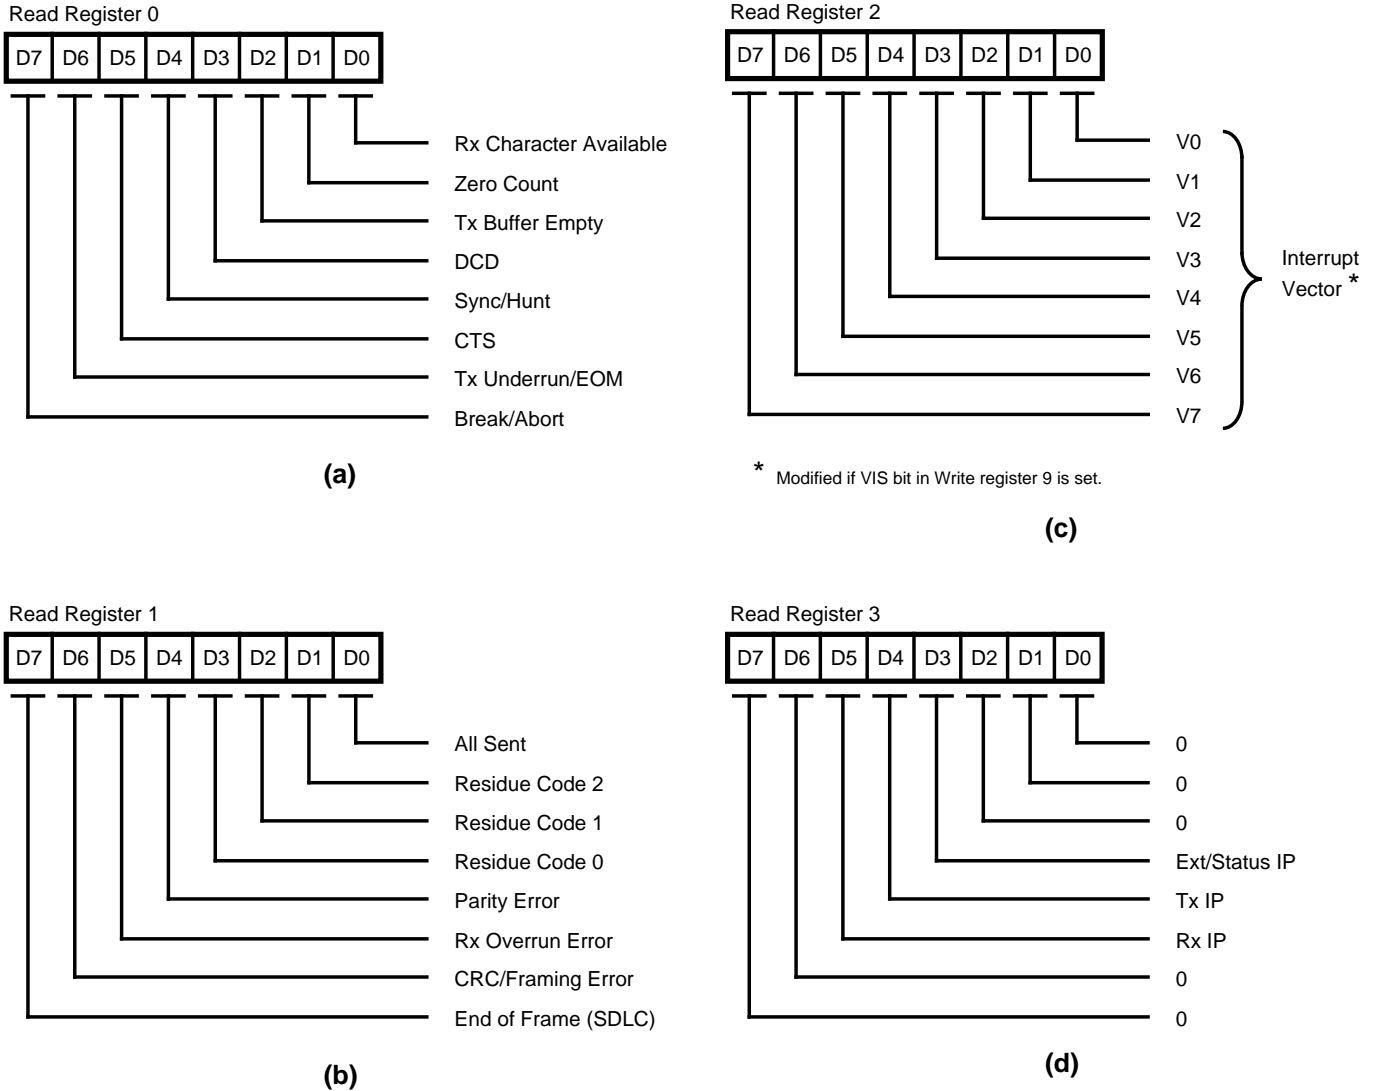 Read Register 0
D7 D6 D5 D4 D3 D2 D1 D0
Rx Character Available
Zero Count
Tx Buffer Empty
DCD
Sync/Hunt
CTS
Tx Underrun/EOM
Break/Abort
(a)
Read Register 2
D7 D6 D5 D4 D3 D2 D1 D0
V0
V1
V2
V3
V4
V5
V6
V7
Interrupt
Vector *
* Modified if VIS bit in Write register 9 is set.
(c)
Read Register 1
D7 D6 D5 D4 D3 D2 D1 D0
All Sent
Residue Code 2
Residue Code 1
Residue Code 0
Parity Error
Rx Overrun Error
CRC/Framing Error
End of Frame (SDLC)
(b)
Read Register 3
D7 D6 D5 D4 D3 D2 D1 D0
0
0
0
Ext/Status IP
Tx IP
Rx IP
0
0
(d)